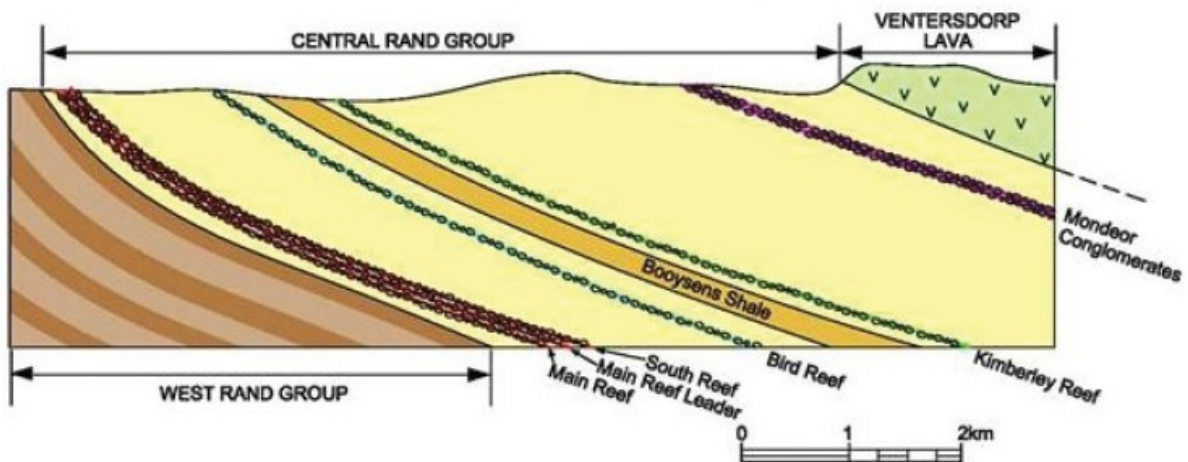 CENTRAL RAND GROUP
VENTERSDORP
LAVA
Mondeor
Conglomerates
Booysens Shale
Kimberley Reef
Bird Reef
South Reef
Main Reef Leader
Main Reef
WEST RAND GROUP
0 1 2km